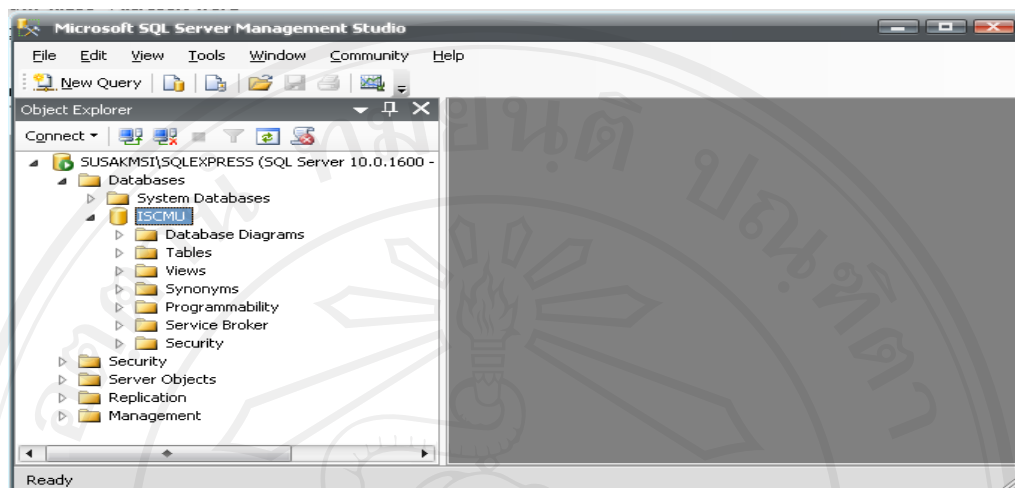 Microsoft SQL Server Management Studio
File Edit View Tools Window Community Help
New Query
Object Explorer
Connect
SUSAKMSI\SQLEXPRESS (SQL Server 10.0.1600 -
Databases
System Databases
ISCMU
Database Diagrams
Tables
Views
Synonyms
Programmability
Service Broker
Security
Security
Server Objects
Replication
Management
Ready